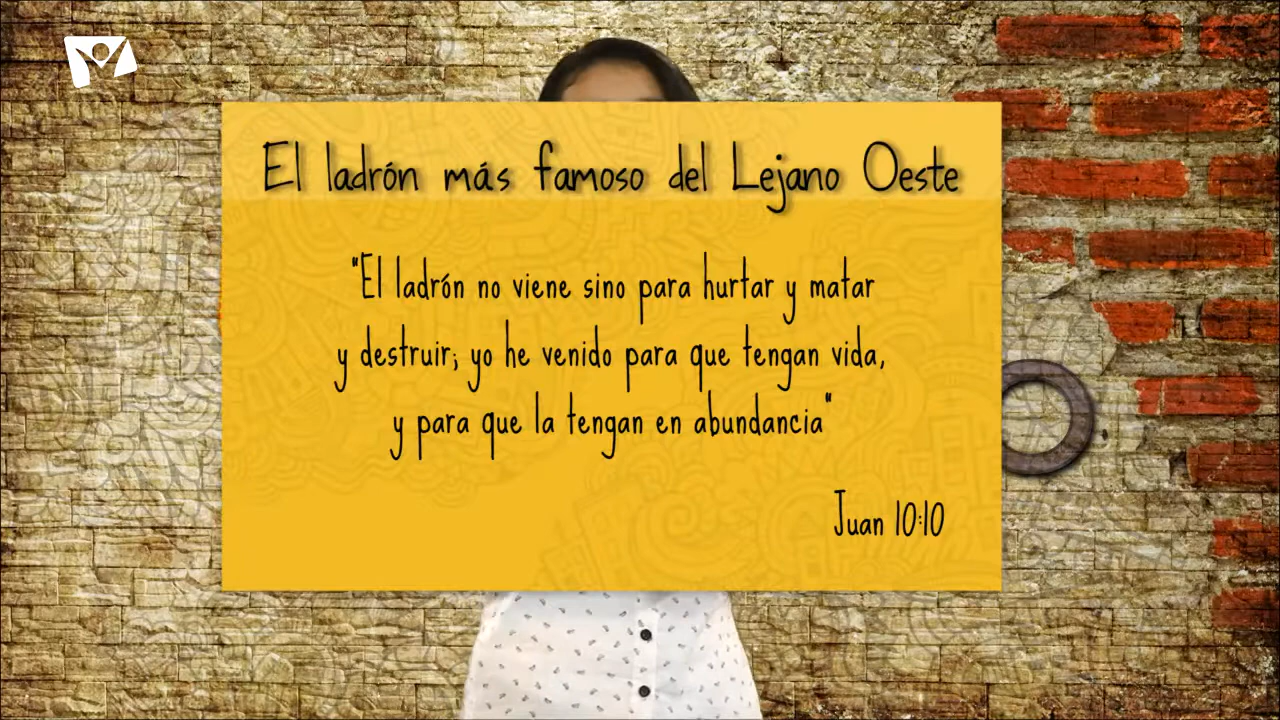 El ladrón más famoso del Lejano Oeste
"El ladrón no viene sino para hurtar y matar
y destruir; yo he venido para que tengan vida,
y para que la tengan en abundancia"
Juan 10:10